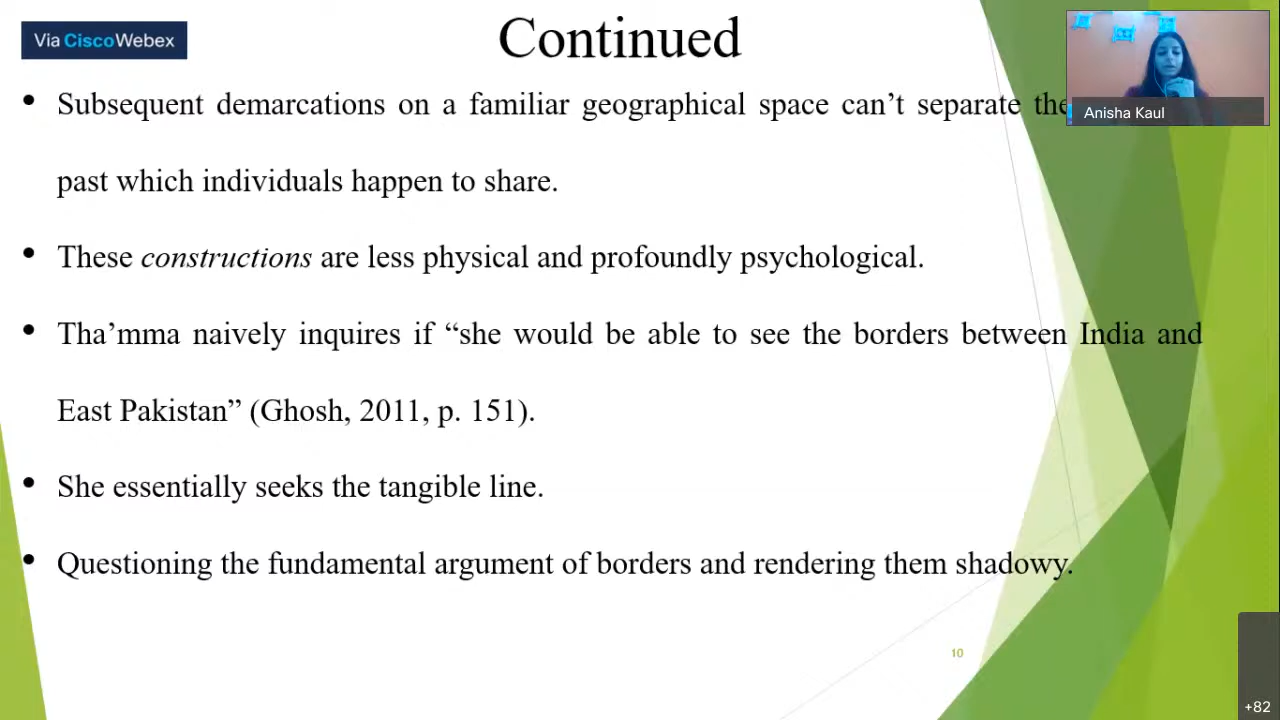 Via CiscoWebex
Continued
Anisha Kaul
• Subsequent demarcations on a familiar geographical space can’t separate the
past which individuals happen to share.
• These constructions are less physical and profoundly psychological.
• Tha’mma naively inquires if “she would be able to see the borders between India and
East Pakistan” (Ghosh, 2011, p. 151).
• She essentially seeks the tangible line.
• Questioning the fundamental argument of borders and rendering them shadowy.
10
+82